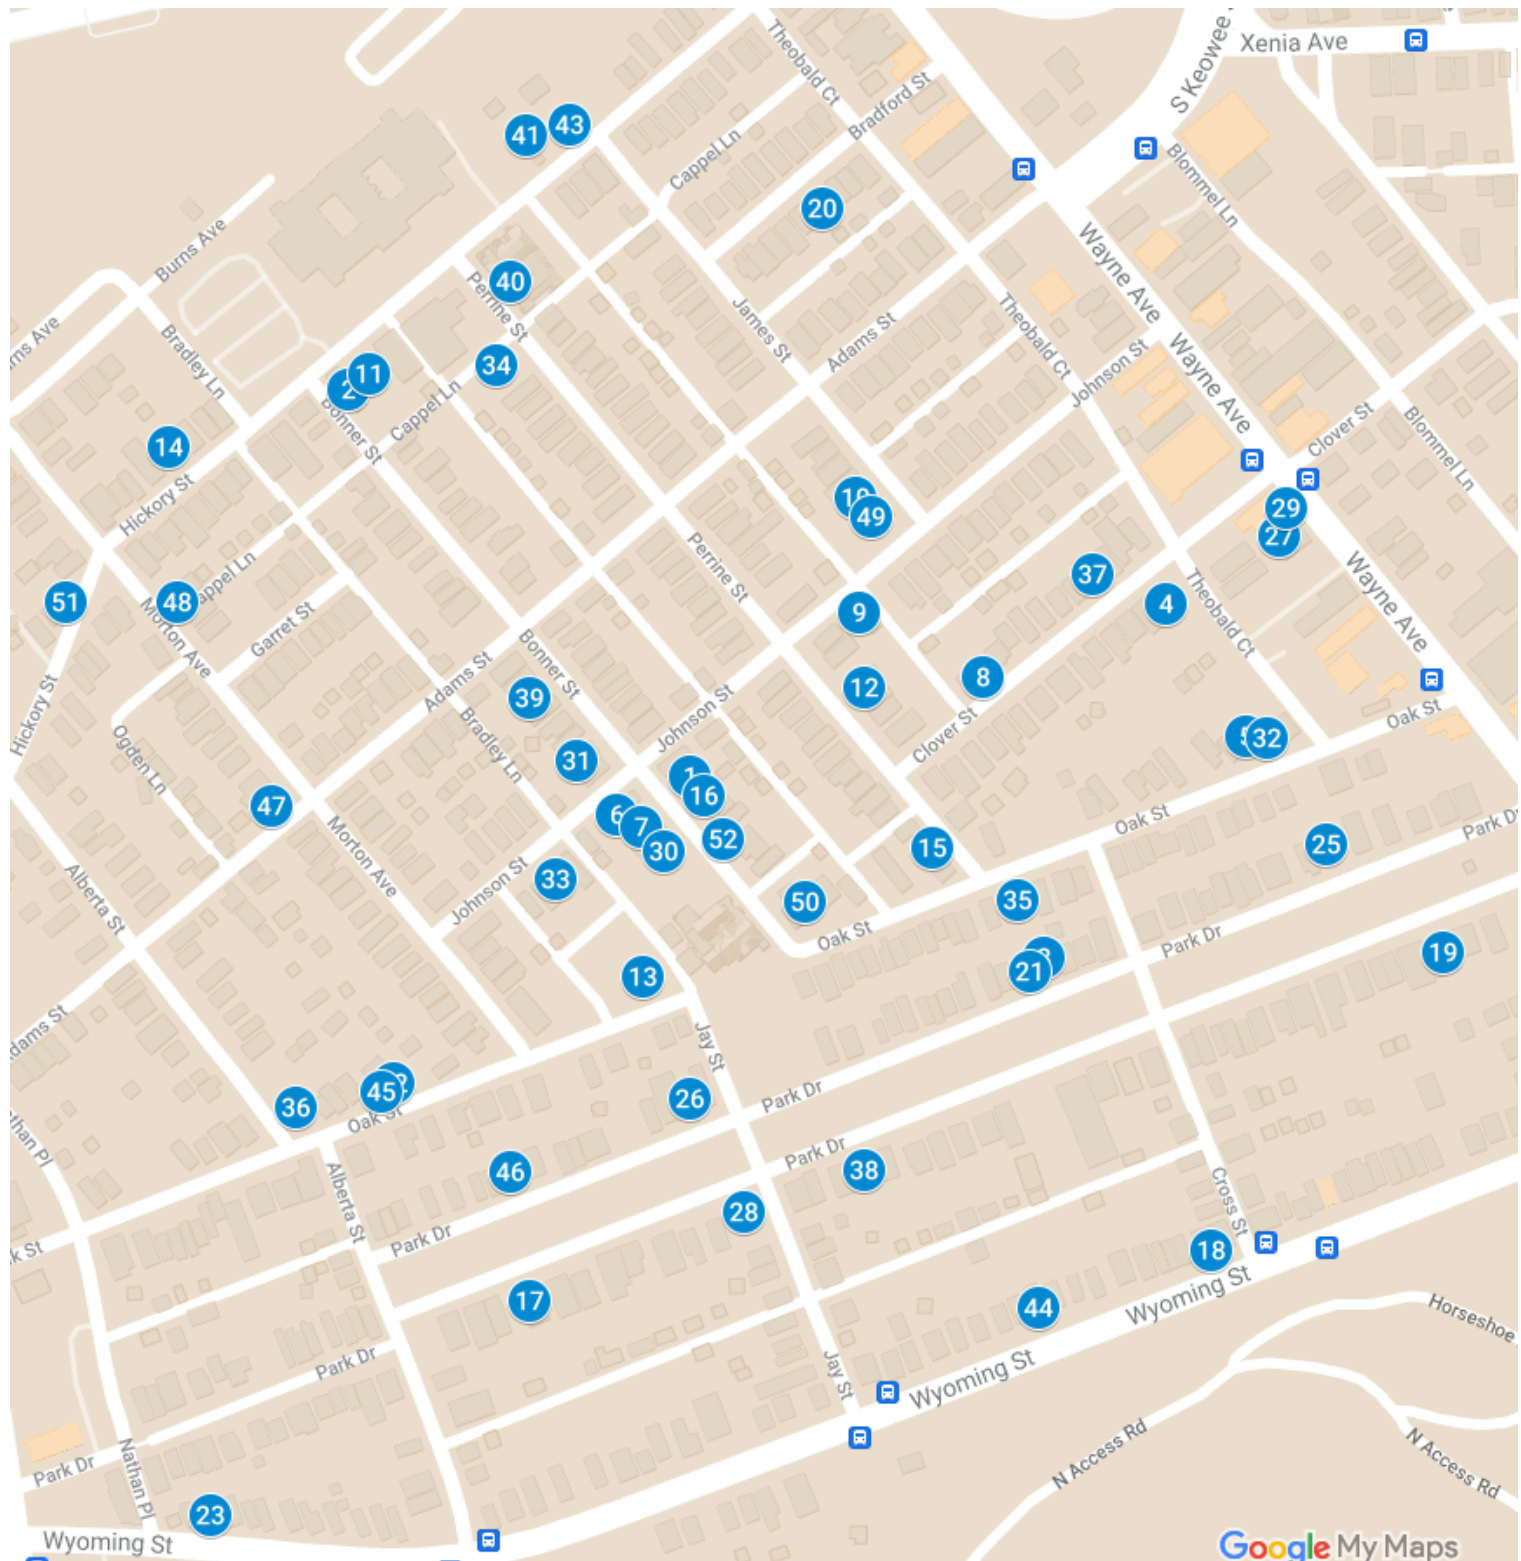 Theobald Ct
S Keowee
Xenia Ave
Bradford St
43
41
Cappel Ln
Blommel Ln
20
Burns Ave
Wayne Ave
40
Perrine St
James St
Theobald Ct
Adams St
Johnson St
Wayne Ave
Bradley Ln
34
11
2
Bonner St
Cappel Ln
Clover St
Blommel Ln
14
Hickory St
49
29
27
Perrine St
Wayne Ave
37
Theobald Ct
4
51
48
Morton Ave
Garret St
9
Bonner St
Adams St
39
12
8
Clover St
Johnson St
Hickory St
Ogden Ln
Bradley Ln
31
1
16
32
Oak St
47
6
7
30
52
Morton Ave
Oak St
Park Dr
15
25
Alberta St
Johnson St
33
50
35
Oak St
Park Dr
19
13
21
Jay St
45
36
Oak St
26
Park Dr
46
Park Dr
38
Alberta St
Park Dr
28
Cross St
18
17
44
Wyoming St
Horseshoe
Park Dr
Jay St
Wyoming St
N Access Rd
N Access Rd
Park Dr
Nathan Pl
23
Wyoming St
Google My Maps